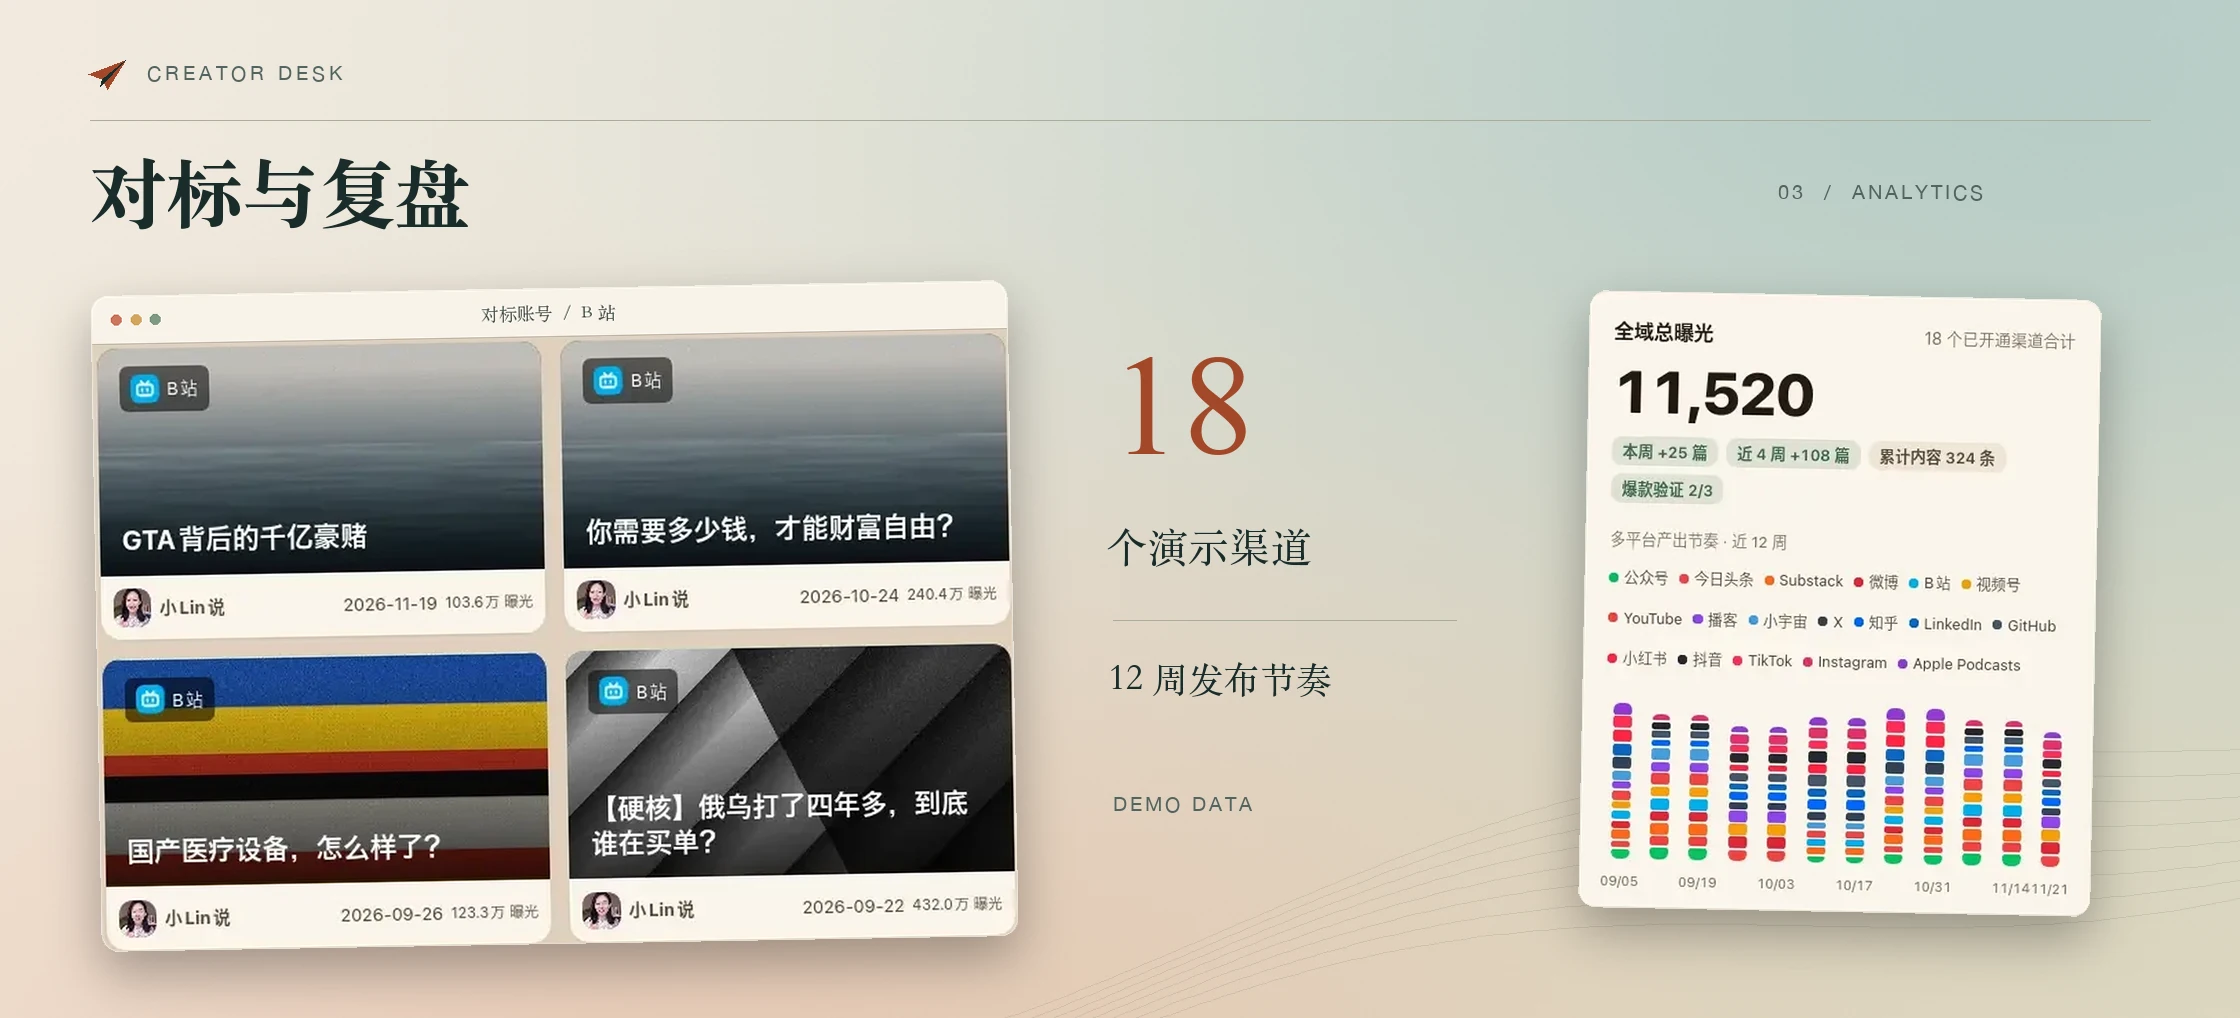 CREATOR DESK
对标与复盘
03 / ANALYTICS
对标账号 / B 站
B站
GTA背后的千亿豪赌
小Lin说 2026-11-19 103.6万 曝光
B站
你需要多少钱，才能财富自由？
小Lin说 2026-10-24 240.4万 曝光
B站
国产医疗设备，怎么样了？
小Lin说 2026-09-26 123.3万 曝光
B站
【硬核】俄乌打了四年多，到底
谁在买单？
小Lin说 2026-09-22 432.0万 曝光
18
个演示渠道
12 周发布节奏
DEMO DATA
全域总曝光 18 个已开通渠道合计
11,520
本周 +25 篇 近 4 周 +108 篇 累计内容 324 条
爆款验证 2/3
多平台产出节奏 · 近 12 周
公众号 今日头条 Substack 微博 B站 视频号
YouTube 播客 小宇宙 X 知乎 LinkedIn GitHub
小红书 抖音 TikTok Instagram Apple Podcasts
09/05 09/19 10/03 10/17 10/31 11/14 11/21